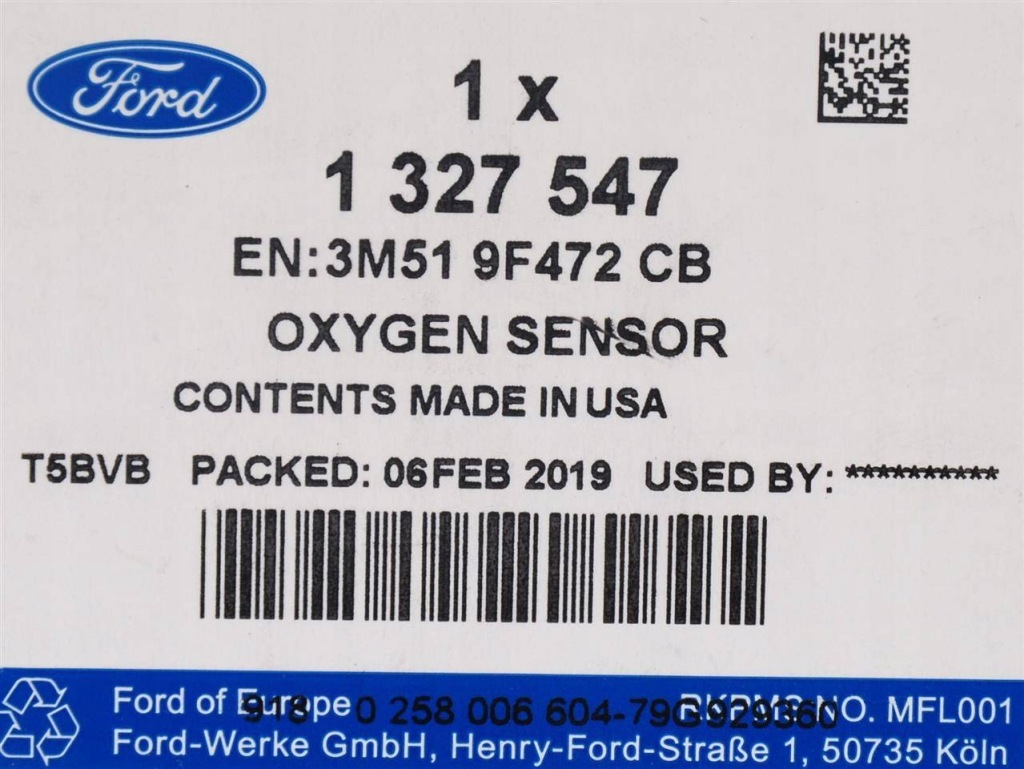 Ford
1 x
1 327 547
EN:3M51 9F472 CB
OXYGEN SENSOR
CONTENTS MADE IN USA
T5BVB PACKED: 06FEB 2019 USED BY: **********
Ford of Europe RKPMS NO. MFL001
918 0 258 006 604-79G929360
Ford-Werke GmbH, Henry-Ford-Straße 1, 50735 Köln